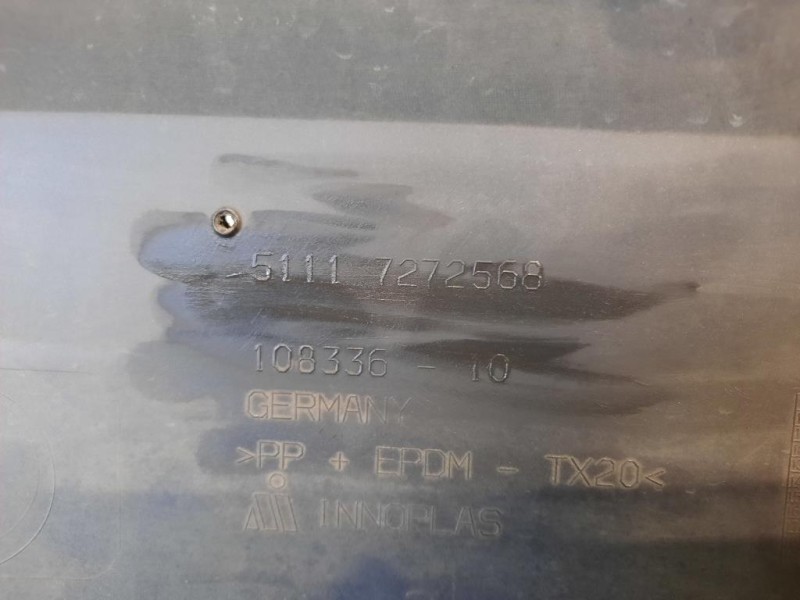 5111 7272568
108336 - 10
GERMANY
>PP + EPDM - TX20<
INNOPLAS